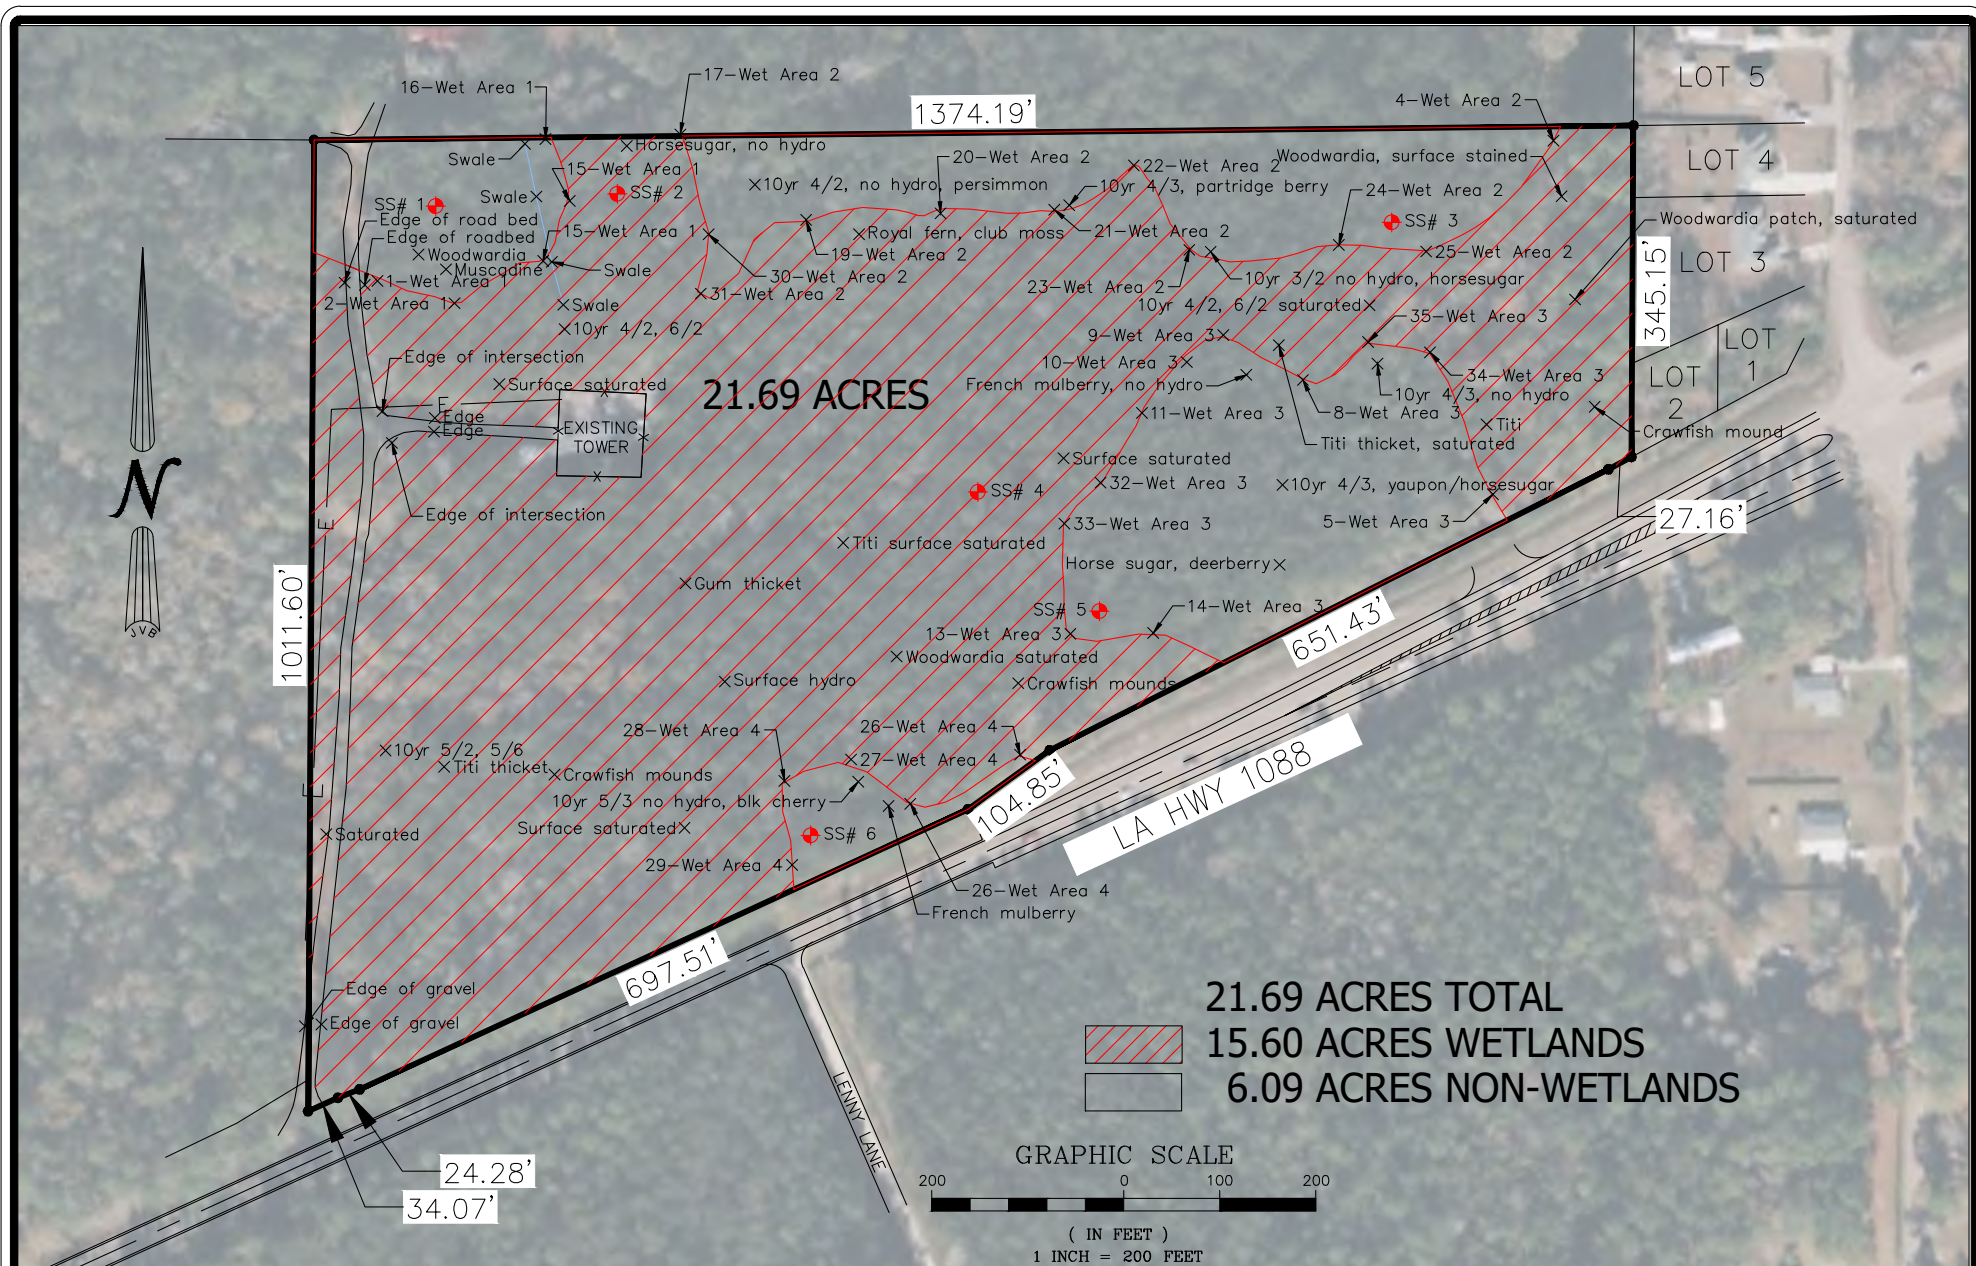 LOT 5
17-Wet Area 2
16-Wet Area 1
1374.19'
4-Wet Area 2
Horsesugar, no hydro
Swale
20-Wet Area 2
Woodwardia, surface stained
LOT 4
15-Wet Area 1
22-Wet Area 2
10yr 4/2, no hydro, persimmon
10yr 4/3, partridge berry
24-Wet Area 2
Swale
SS# 2
SS# 1
Edge of road bed
SS# 3
Woodwardia patch, saturated
Edge of roadbed
15-Wet Area 1
Royal fern, club moss
21-Wet Area 2
Woodwardia
19-Wet Area 2
25-Wet Area 2
LOT 3
Muscadine
Swale
30-Wet Area 2
10yr 3/2 no hydro, horsesugar
1-Wet Area 1
23-Wet Area 2
31-Wet Area 2
2-Wet Area 1
Swale
10yr 4/2, 6/2 saturated
345.15'
35-Wet Area 3
10yr 4/2, 6/2
9-Wet Area 3
LOT
1
Edge of intersection
10-Wet Area 3
34-Wet Area 3
LOT
2
Surface saturated
French mulberry, no hydro
10yr 4/3, no hydro
21.69 ACRES
E
Edge
Edge
11-Wet Area 3
8-Wet Area 3
Titi
EXISTING
TOWER
Titi thicket, saturated
Crawfish mound
Surface saturated
32-Wet Area 3
10yr 4/3, yaupon/horsesugar
SS# 4
N
Edge of intersection
E
33-Wet Area 3
5-Wet Area 3
27.16'
Titi surface saturated
Horse sugar, deerberry
Gum thicket
1011.60'
SS# 5
14-Wet Area 3
JVB
13-Wet Area 3
651.43'
Woodwardia saturated
Surface hydro
Crawfish mounds
28-Wet Area 4
26-Wet Area 4
10yr 5/2, 5/6
Titi thicket
Crawfish mounds
27-Wet Area 4
LA HWY 1088
E
10yr 5/3 no hydro, blk cherry
104.85'
Saturated
Surface saturated
SS# 6
29-Wet Area 4
26-Wet Area 4
French mulberry
697.51'
Edge of gravel
Edge of gravel
21.69 ACRES TOTAL
15.60 ACRES WETLANDS
6.09 ACRES NON-WETLANDS
LENNY LANE
24.28'
34.07'
GRAPHIC SCALE
200 0 100 200
( IN FEET )
1 INCH = 200 FEET